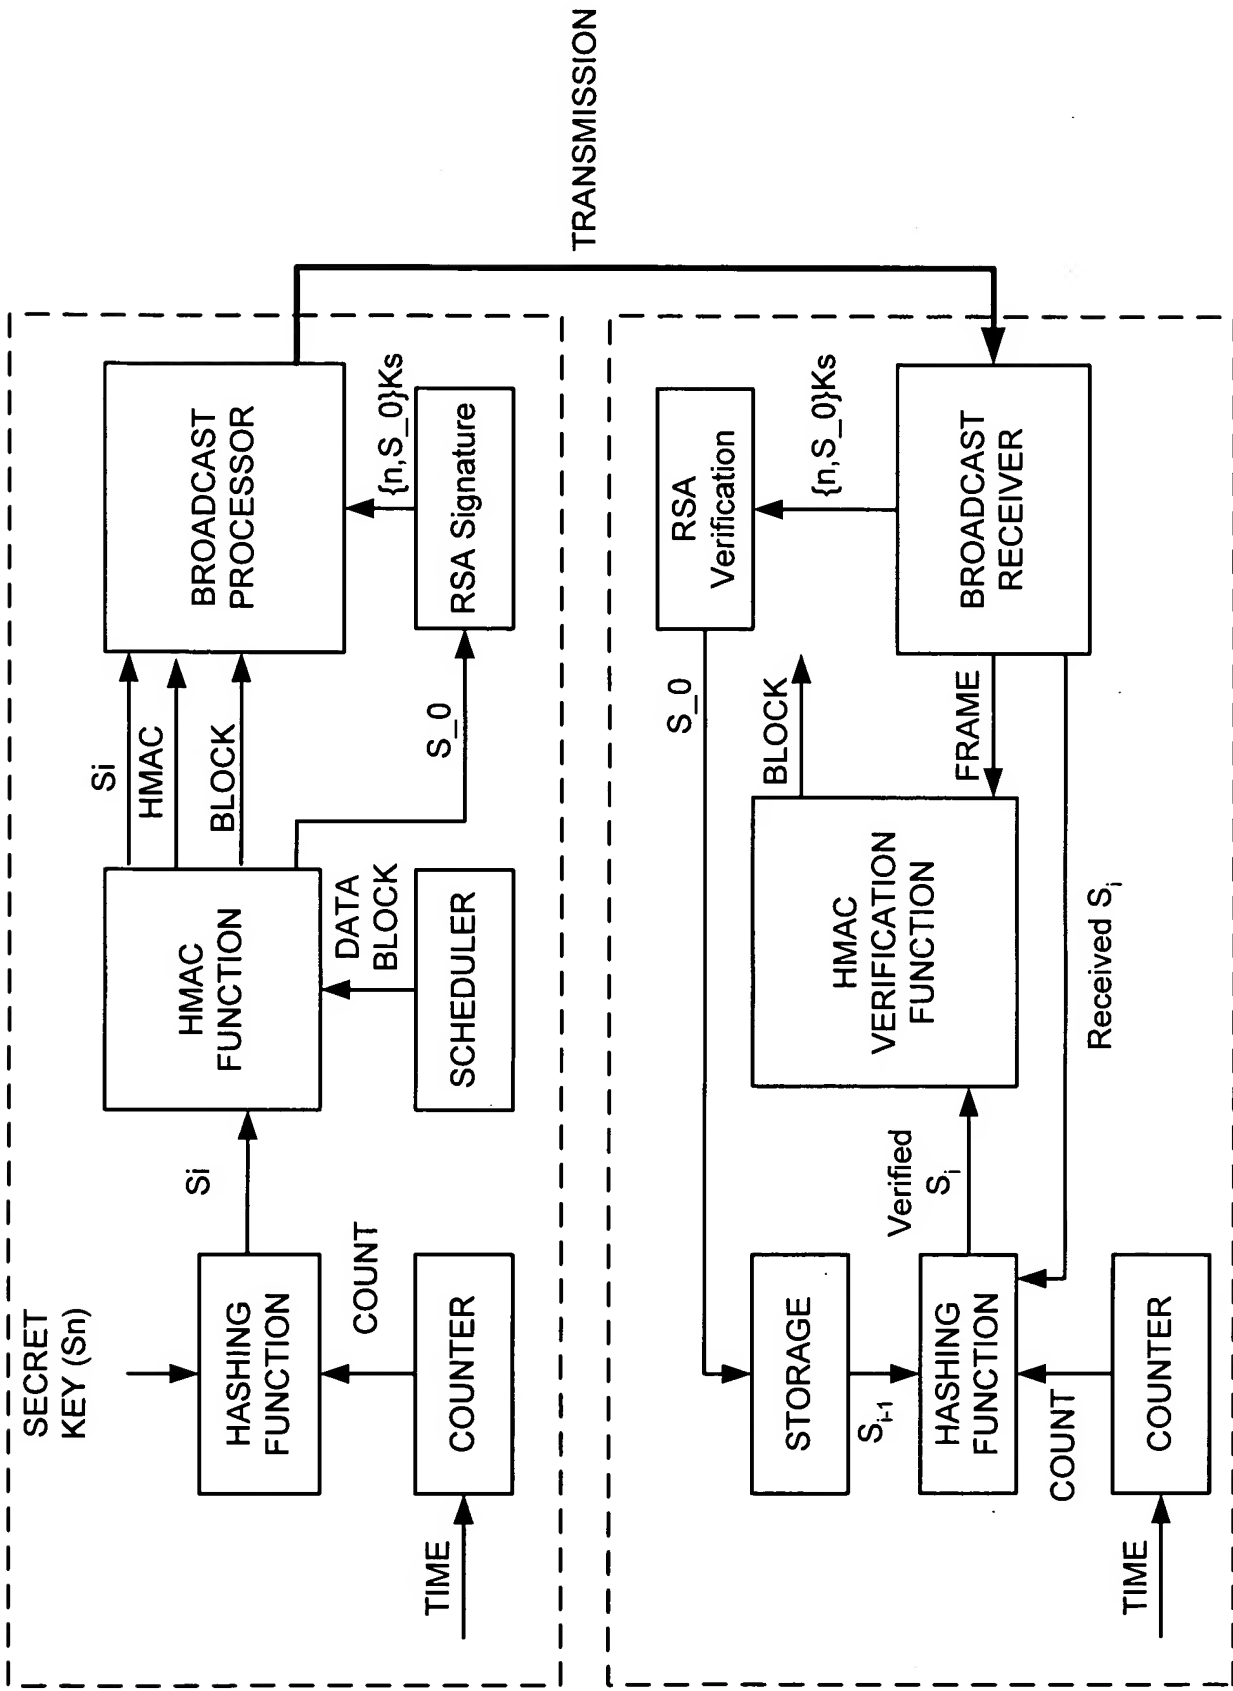 SECRET
KEY (Sn)
HASHING
FUNCTION
TIME
COUNTER
COUNT
Si
HMAC
FUNCTION
SCHEDULER
DATA
BLOCK
Si
HMAC
BLOCK
S_0
BROADCAST
PROCESSOR
{n,S_0}Ks
RSA Signature
TRANSMISSION
S_0
RSA
Verification
{n,S_0}Ks
BROADCAST
RECEIVER
BLOCK
FRAME
HMAC
VERIFICATION
FUNCTION
Received Si
Verified
Si
STORAGE
Si-1
HASHING
FUNCTION
COUNT
COUNTER
TIME